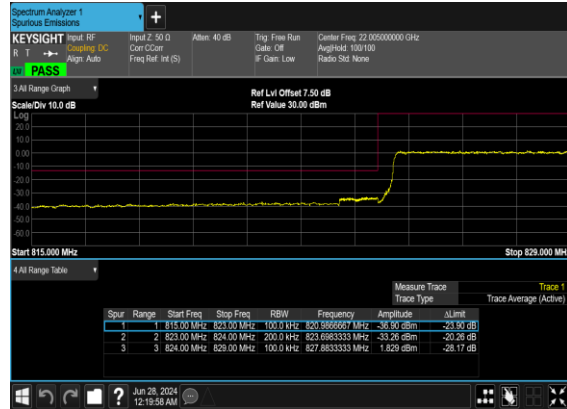 Spectrum Analyzer 1
Spurious Emissions
KEYSIGHT Input: RF Input Z: 50 Ω Atten: 40 dB Trig: Free Run Center Freq: 22.005000000 GHz
R T Coupling: DC Corr CCorr Gate: Off Avg|Hold: 100/100
Align: Auto Freq Ref: Int (S) IF Gain: Low Radio Std: None
PASS
3 All Range Graph
Ref Lvl Offset 7.50 dB
Scale/Div 10.0 dB Ref Value 30.00 dBm
Log
20.0
10.0
0.00
-10.0
-20.0
-30.0
-40.0
-50.0
-60.0
Start 815.000 MHz Stop 829.000 MH
4 All Range Table
Measure Trace Trace 1
Trace Type Trace Average (Active)
Spur Range Start Freq Stop Freq RBW Frequency Amplitude ΔLimit
1 1 815.00 MHz 823.00 MHz 100.0 kHz 820.9866667 MHz -36.90 dBm -23.90 dB
2 2 823.00 MHz 824.00 MHz 200.0 kHz 823.6983333 MHz -33.26 dBm -20.26 dB
3 3 824.00 MHz 829.00 MHz 100.0 kHz 827.8833333 MHz 1.829 dBm -28.17 dB
Jun 28, 2024
12:19:58 AM